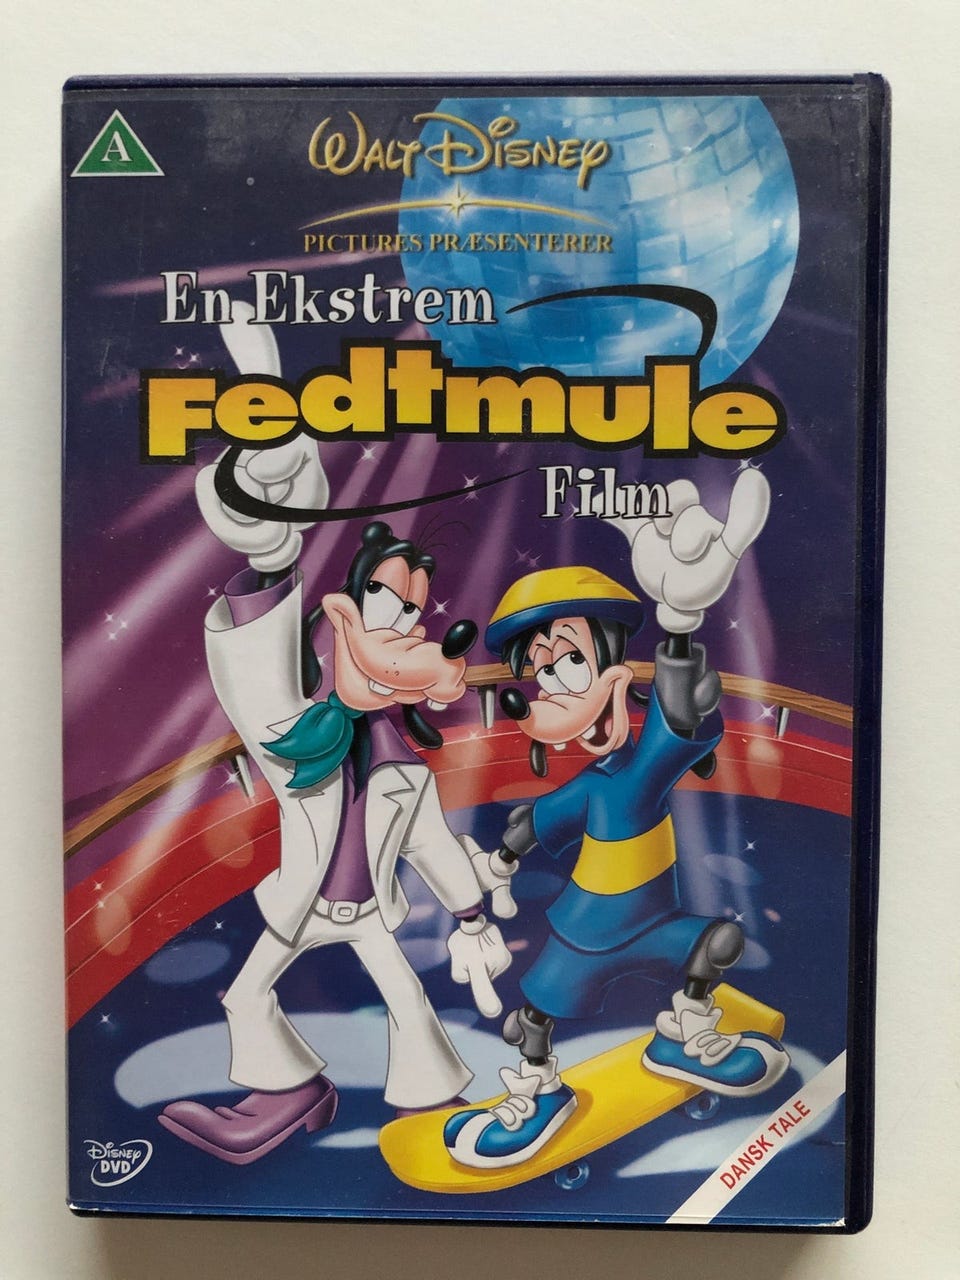 A
WALT DISNEY
PICTURES PRÆSENTERER
En Ekstrem
Fedtmule
Film
DISNEY
DVD
DANSK TALE